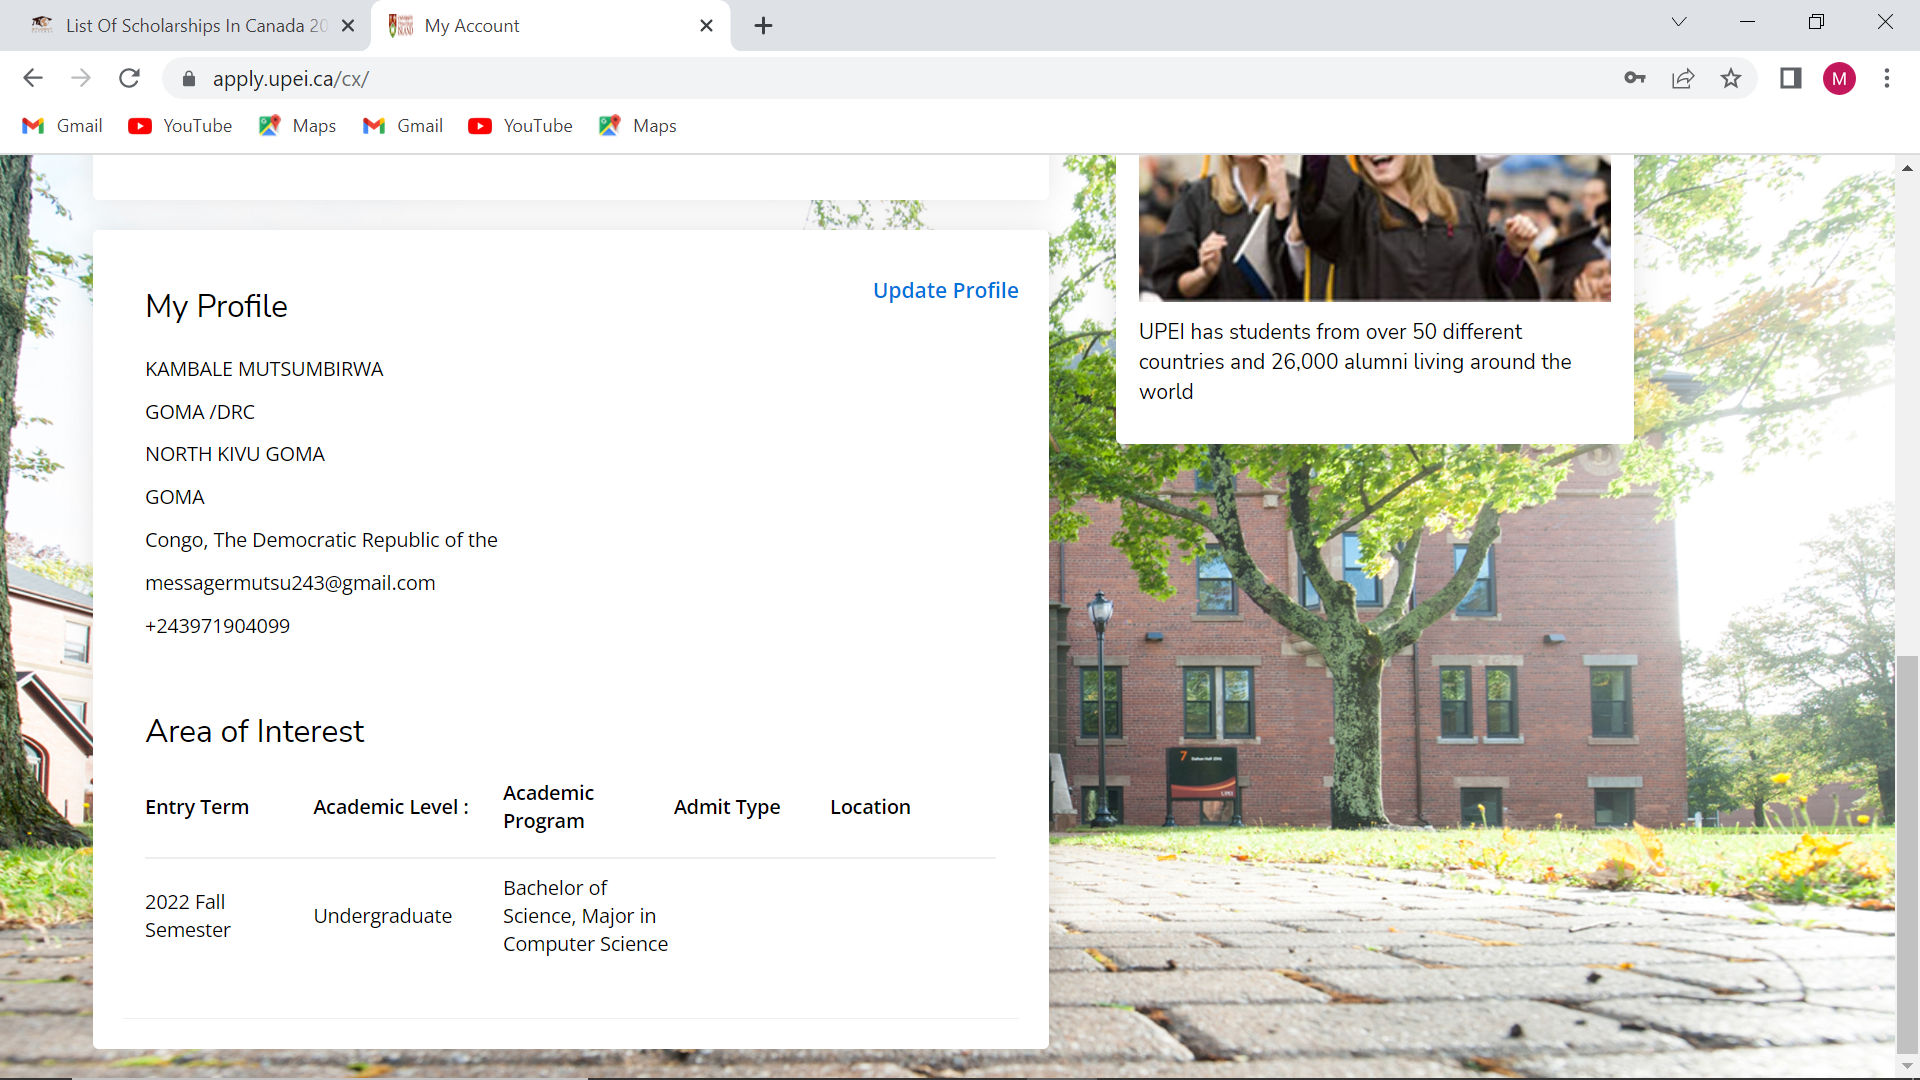 List Of Scholarships In Canada 20
My Account
apply.upei.ca/cx/
M
Gmail
YouTube
Maps
Gmail
YouTube
Maps
My Profile
Update Profile
KAMBALE MUTSUMBIRWA
GOMA /DRC
NORTH KIVU GOMA
GOMA
Congo, The Democratic Republic of the
messagermutsu243@gmail.com
+243971904099
Area of Interest
Entry Term
Academic Level :
Academic
Program
Admit Type
Location
2022 Fall
Semester
Undergraduate
Bachelor of
Science, Major in
Computer Science
UPEI has students from over 50 different
countries and 26,000 alumni living around the
world
7
UPEI